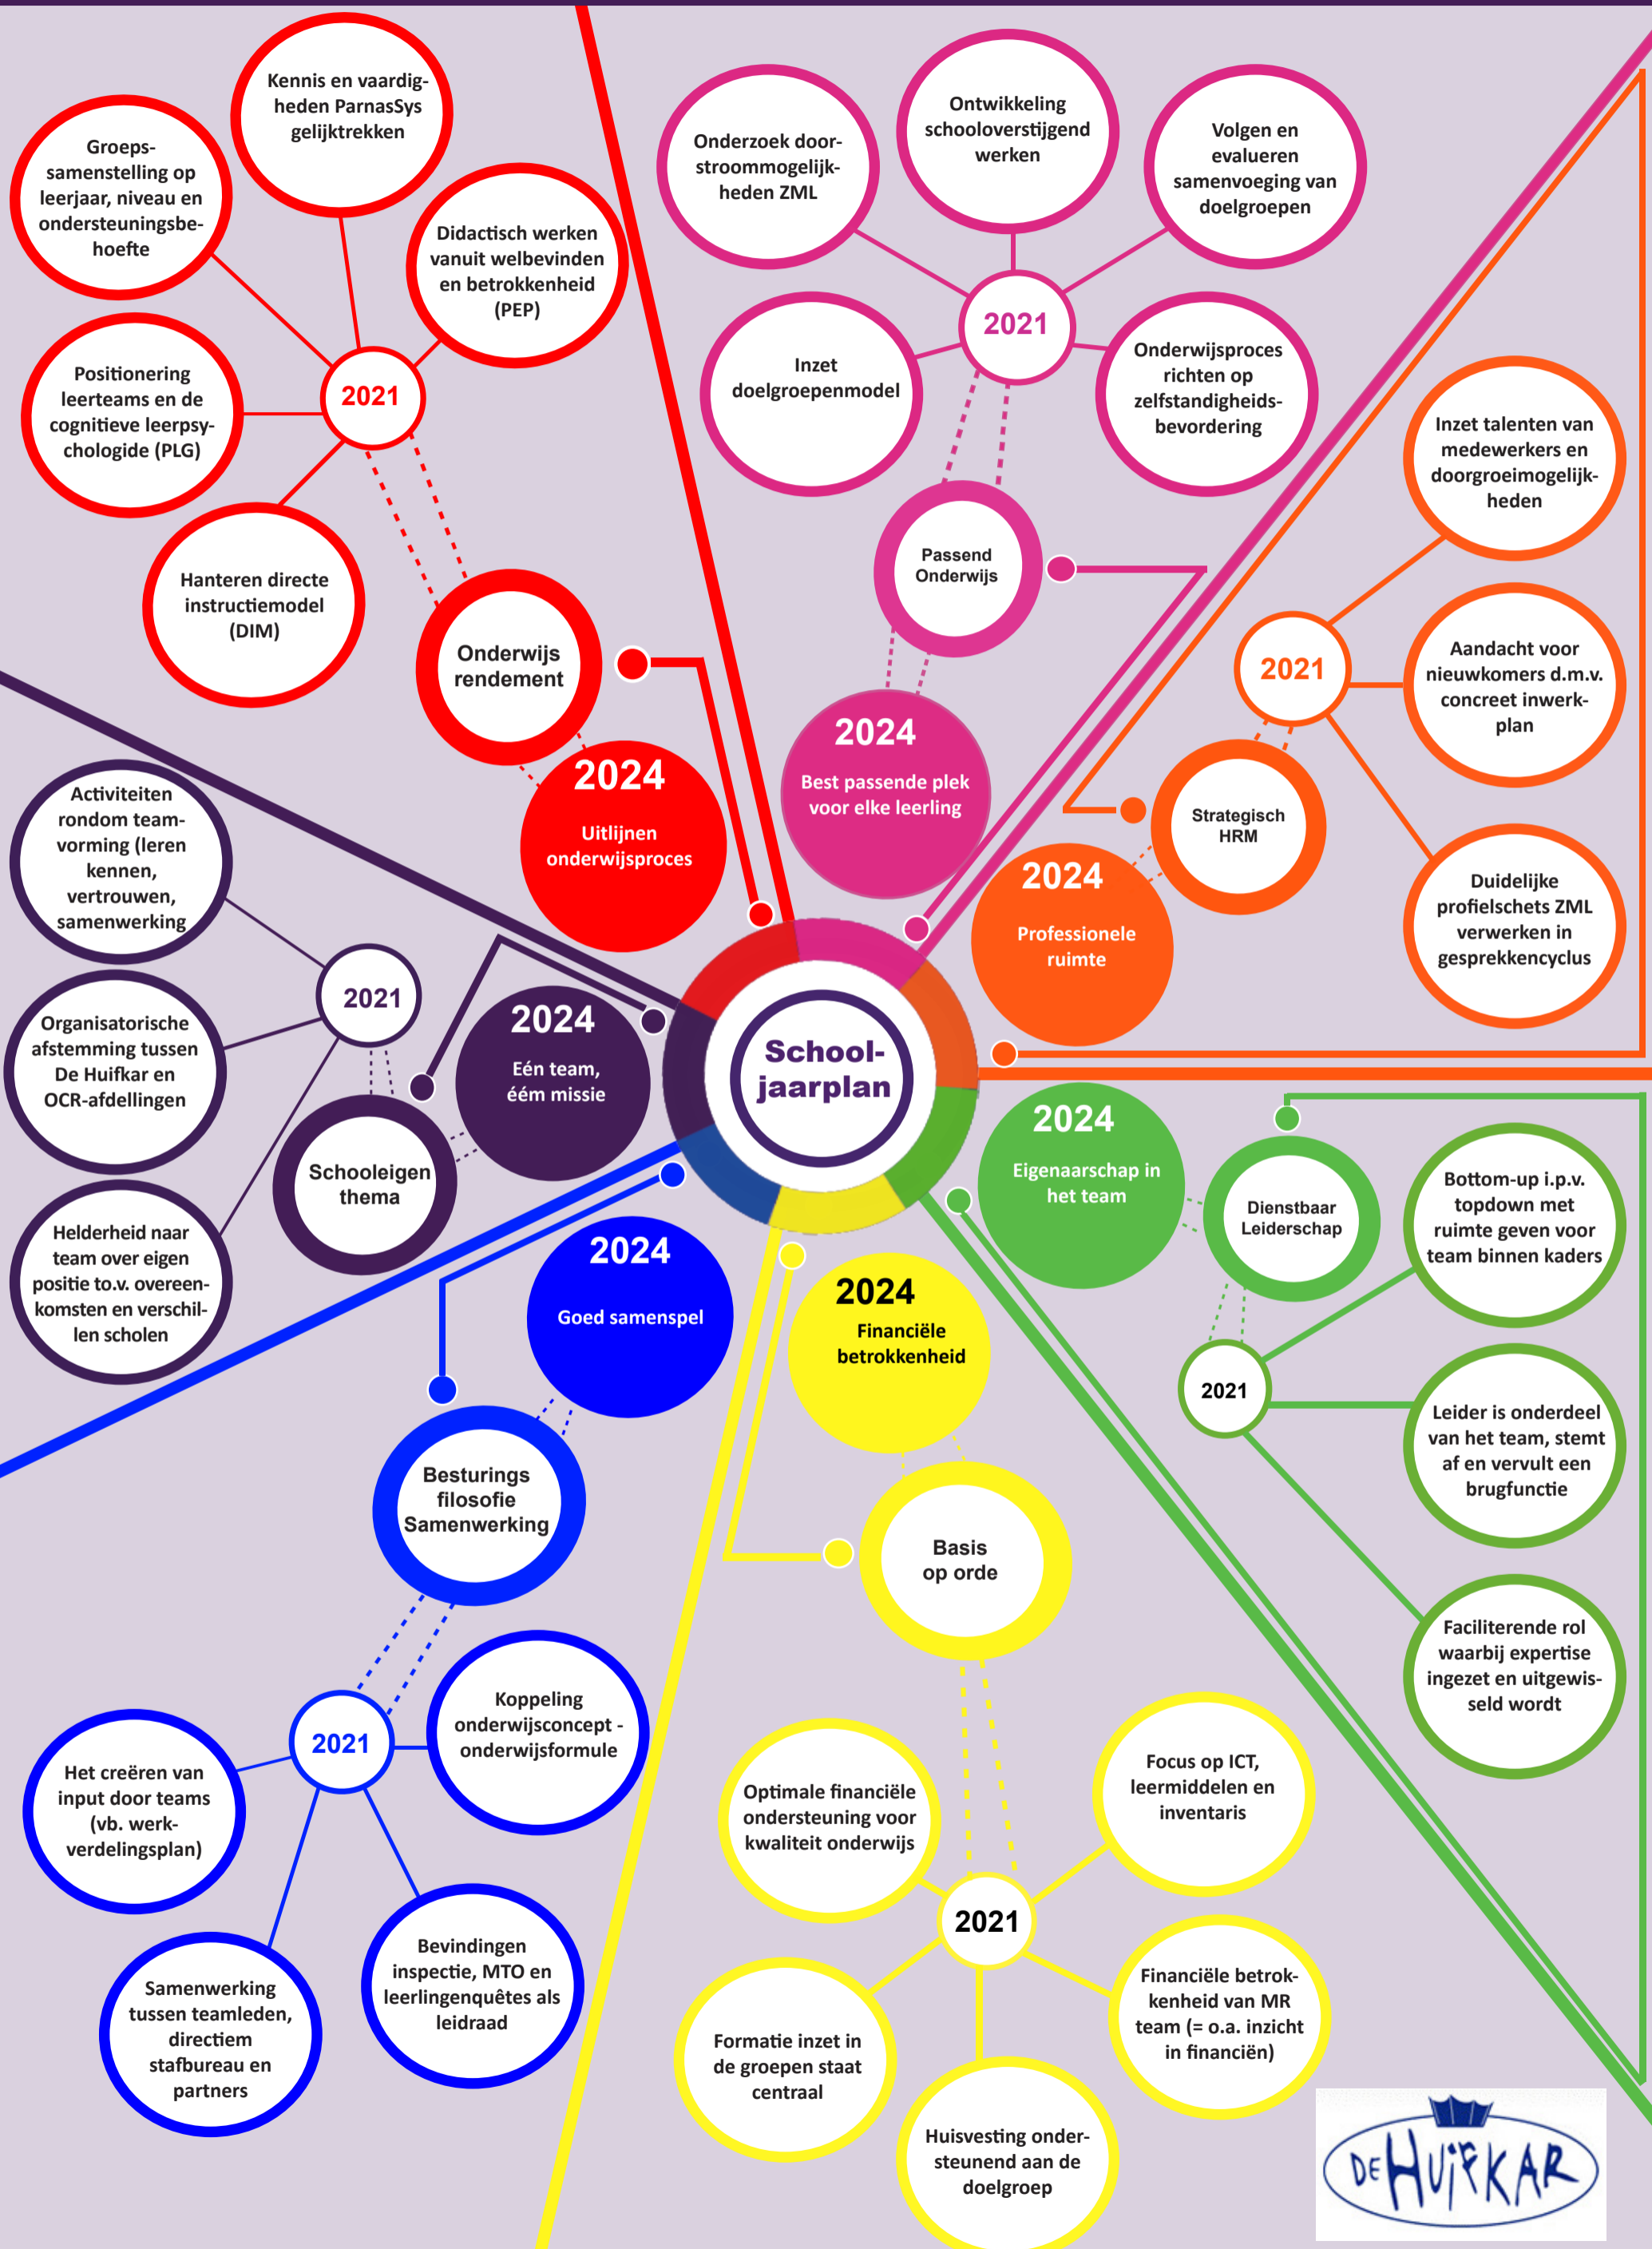 Kennis en vaardig-
heden ParnasSys
gelijktrekken
Groeps-
samenstelling op
leerjaar, niveau en
ondersteuningsbe-
hoefte
Didactisch werken
vanuit welbevinden
en betrokkenheid
(PEP)
Positionering
leerteams en de
cognitieve leerpsy-
chologide (PLG)
2021
Hanteren directe
instructiemodel
(DIM)
Onderwijs
rendement
2024
Uitlijnen
onderwijsproces
Onderzoek door-
stroommogelijk-
heden ZML
Ontwikkeling
schooloverstijgend
werken
Volgen en
evalueren
samenvoeging van
doelgroepen
2021
Inzet
doelgroepenmodel
Onderwijsproces
richten op
zelfstandigheids-
bevordering
Passend
Onderwijs
2024
Best passende plek
voor elke leerling
Inzet talenten van
medewerkers en
doorgroeimogelijk-
heden
2021
Aandacht voor
nieuwkomers d.m.v.
concreet inwerk-
plan
Strategisch
HRM
2024
Professionele
ruimte
Duidelijke
profielschets ZML
verwerken in
gesprekkencyclus
Activiteiten
rondom team-
vorming (leren
kennen,
vertrouwen,
samenwerking
2021
Organisatorische
afstemming tussen
De Huifkar en
OCR-afdellingen
2024
Eén team,
éém missie
Schooleigen
thema
Helderheid naar
team over eigen
positie to.v. overeen-
komsten en verschil-
len scholen
School-
jaarplan
2024
Eigenaarschap in
het team
Dienstbaar
Leiderschap
Bottom-up i.p.v.
topdown met
ruimte geven voor
team binnen kaders
2021
Leider is onderdeel
van het team, stemt
af en vervult een
brugfunctie
Faciliterende rol
waarbij expertise
ingezet en uitgewis-
seld wordt
2024
Goed samenspel
Besturings
filosofie
Samenwerking
2021
Koppeling
onderwijsconcept -
onderwijsformule
Het creëren van
input door teams
(vb. werk-
verdelingsplan)
Bevindingen
inspectie, MTO en
leerlingenquêtes als
leidraad
Samenwerking
tussen teamleden,
directiem
stafbureau en
partners
2024
Financiële
betrokkenheid
Basis
op orde
Optimale financiële
ondersteuning voor
kwaliteit onderwijs
Focus op ICT,
leermiddelen en
inventaris
2021
Formatie inzet in
de groepen staat
centraal
Financiële betrok-
kenheid van MR
team (= o.a. inzicht
in financiën)
Huisvesting onder-
steunend aan de
doelgroep
DE HUIFKAR